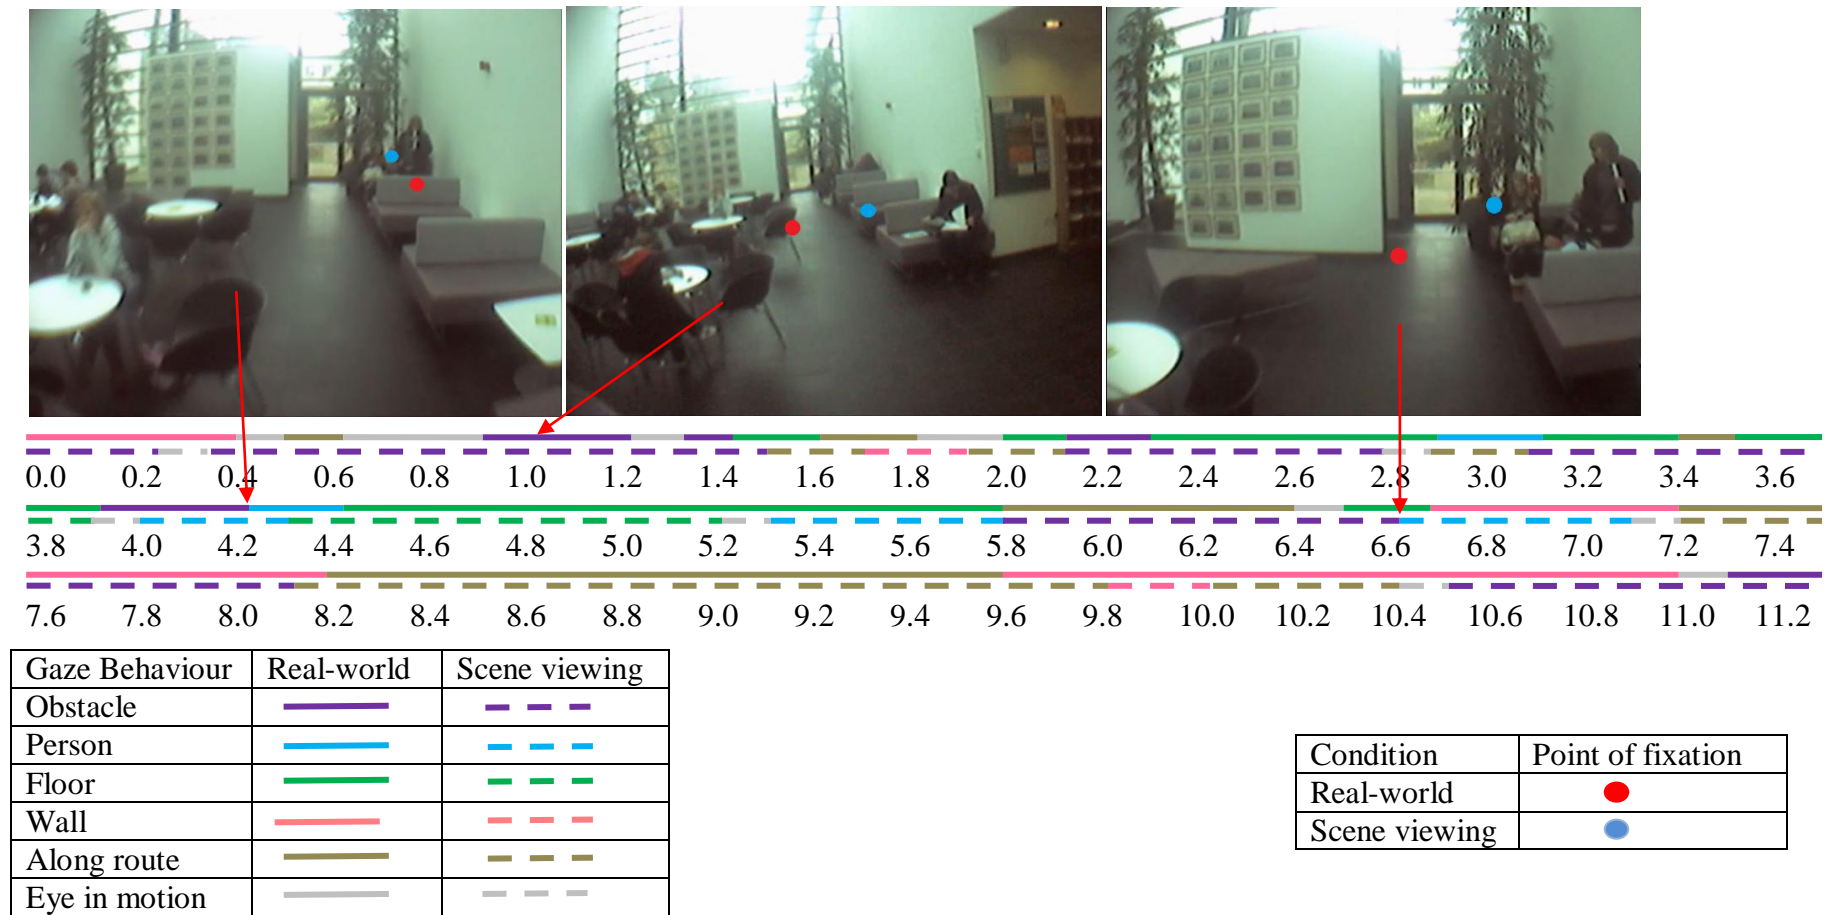 0.0 0.2 0.4 0.6 0.8 1.0 1.2 1.4 1.6 1.8 2.0 2.2 2.4 2.6 2.8 3.0 3.2 3.4 3.6
3.8 4.0 4.2 4.4 4.6 4.8 5.0 5.2 5.4 5.6 5.8 6.0 6.2 6.4 6.6 6.8 7.0 7.2 7.4
7.6 7.8 8.0 8.2 8.4 8.6 8.8 9.0 9.2 9.4 9.6 9.8 10.0 10.2 10.4 10.6 10.8 11.0 11.2
Gaze Behaviour Real-world Scene viewing
Obstacle
Person
Floor
Wall
Along route
Eye in motion
Condition Point of fixation
Real-world
Scene viewing